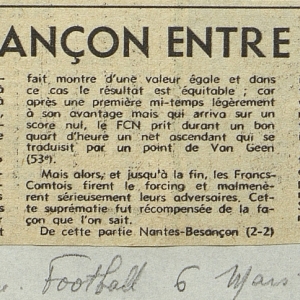 ANÇON ENTRE
fait, montre d'une valeur égale et dans
ce cas le résultat est équitable ; car
après une première mi-temps légèrement
à son avantage mais qui arriva sur un
score nul, le FCN prit durant un bon
quart d'heure un net ascendant qui se
traduisit par un point de Van Geen
(53e).
Mais alors, et jusqu'à la fin, les Francs-
Comtois firent le forcing et malmenè-
rent sérieusement leurs adversaires. Cet-
te suprématie fut récompensée de la fa-
çon que l'on sait.
De cette partie Nantes-Besançon (2-2)
Football 6 Mars